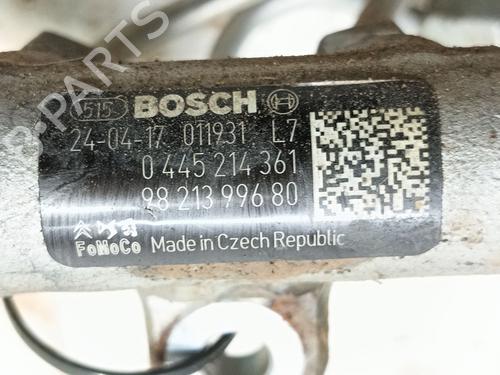 515 BOSCH
24-04-17 011931 L7
0 445 214 361
98 213 996 80
FoMoCo Made in Czech Republic